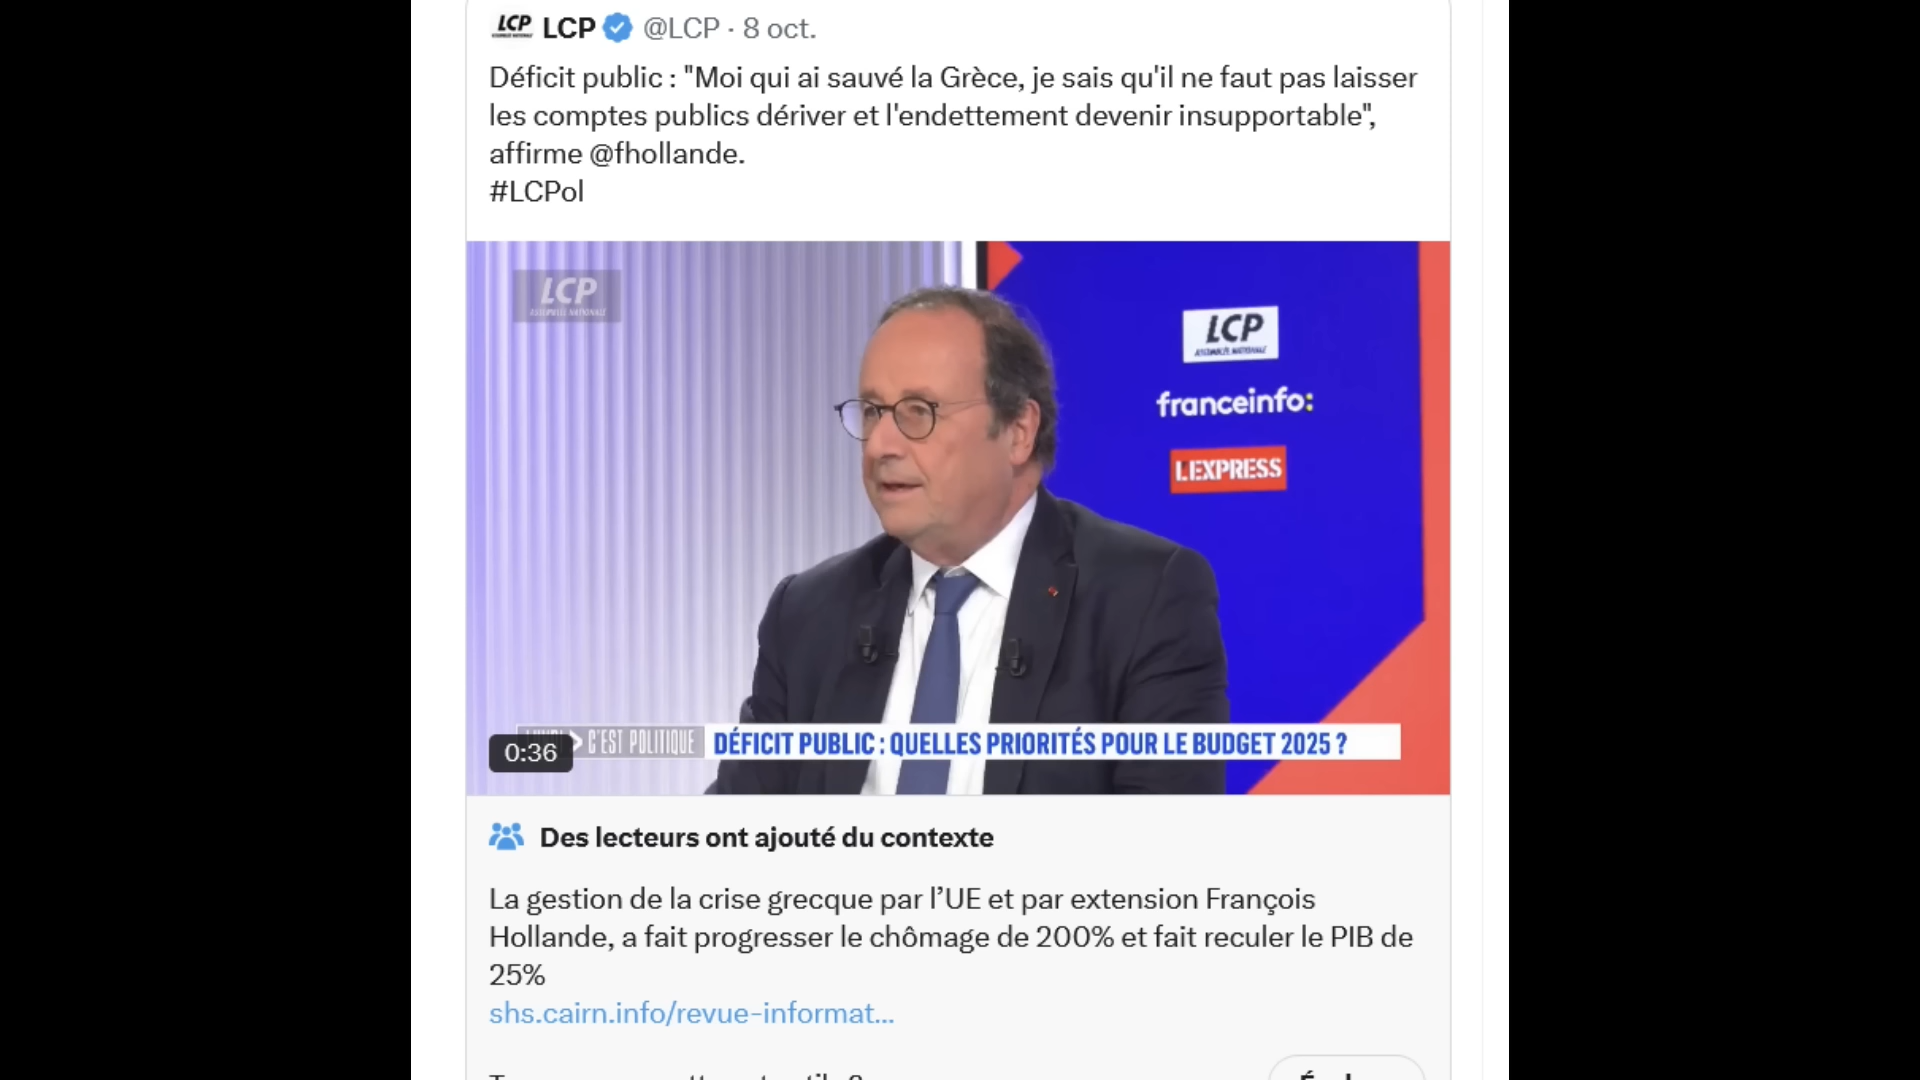 LCP LCP @LCP · 8 oct.
Déficit public : "Moi qui ai sauvé la Grèce, je sais qu'il ne faut pas laisser
les comptes publics dériver et l'endettement devenir insupportable",
affirme @fhollande.
#LCPol
LCP
ASSEMBLÉE NATIONALE
LCP
ASSEMBLÉE NATIONALE
franceinfo:
L'EXPRESS
C'EST POLITIQUE DÉFICIT PUBLIC : QUELLES PRIORITÉS POUR LE BUDGET 2025 ?
0:36
Des lecteurs ont ajouté du contexte
La gestion de la crise grecque par l’UE et par extension François
Hollande, a fait progresser le chômage de 200% et fait reculer le PIB de
25%
shs.cairn.info/revue-informat...